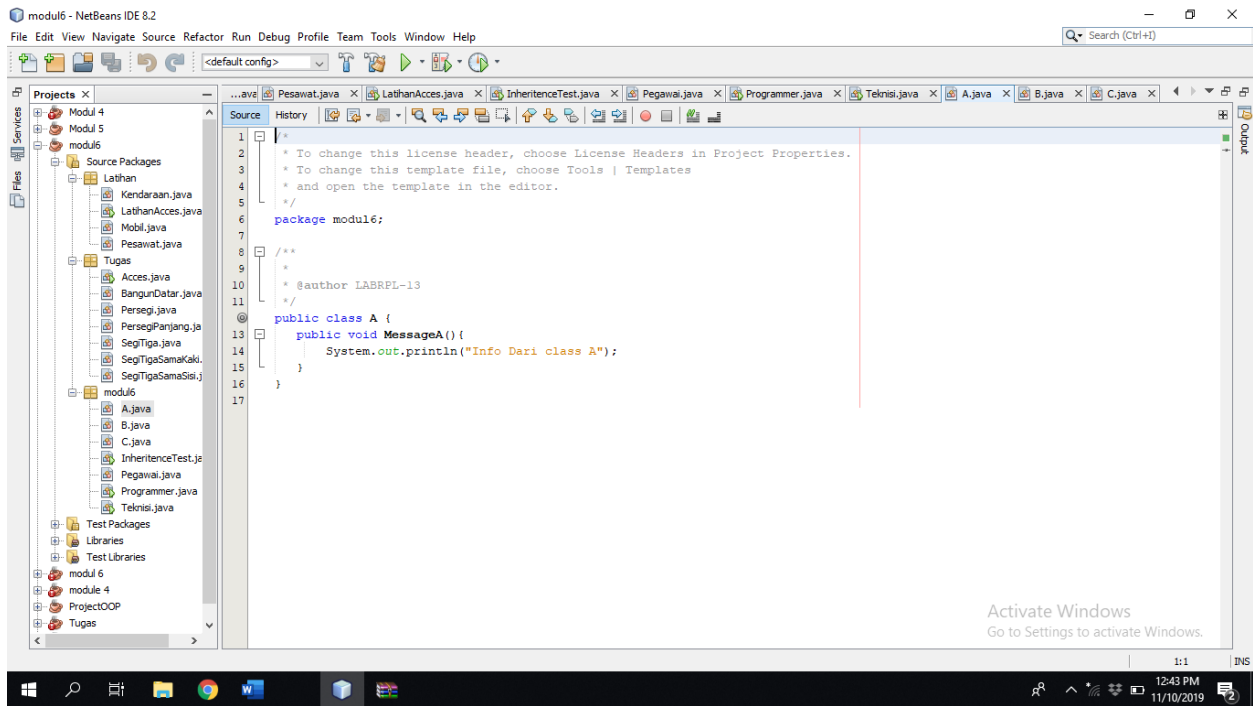 modul6 - NetBeans IDE 8.2
File Edit View Navigate Source Refactor Run Debug Profile Team Tools Window Help
Search (Ctrl+I)
<default config>
Projects
...ava Pesawat.java LatihanAcces.java InheritenceTest.java Pegawai.java Programmer.java Teknisi.java A.java B.java C.java
Services
Files
Output
Modul 4
Modul 5
modul6
Source Packages
Latihan
Kendaraan.java
LatihanAcces.java
Mobil.java
Pesawat.java
Tugas
Acces.java
BangunDatar.java
Persegi.java
PersegiPanjang.ja
SegiTiga.java
SegiTigaSamaKaki.
SegiTigaSamaSisi.j
modul6
A.java
B.java
C.java
InheritenceTest.ja
Pegawai.java
Programmer.java
Teknisi.java
Test Packages
Libraries
Test Libraries
modul 6
module 4
ProjectOOP
Tugas
Source History
1 /*
2 * To change this license header, choose License Headers in Project Properties.
3 * To change this template file, choose Tools | Templates
4 * and open the template in the editor.
5 */
6 package modul6;
7
8 /**
9 *
10 * @author LABRPL-13
11 */
public class A {
13 public void MessageA(){
14 System.out.println("Info Dari class A");
15 }
16 }
17
Activate Windows
Go to Settings to activate Windows.
1:1 INS
12:43 PM
11/10/2019
2